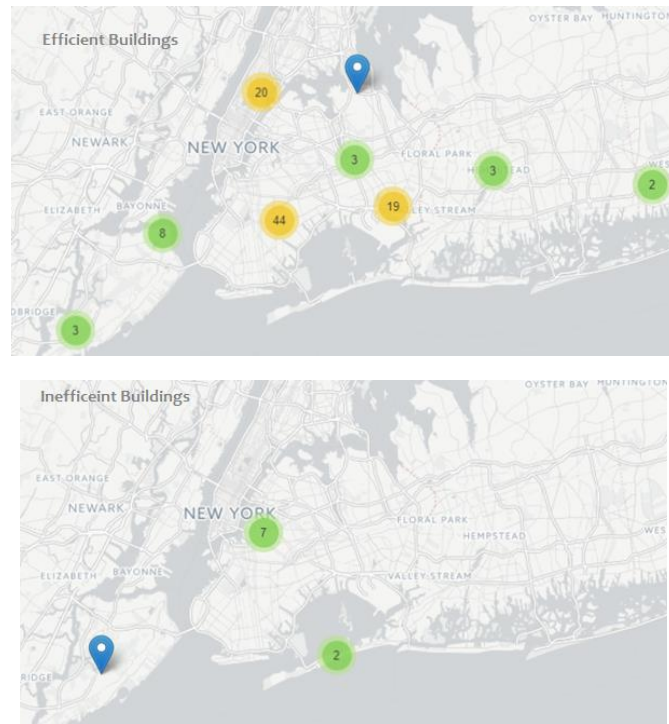 OYSTER BAY HUNTINGTON
Efficient Buildings
20
EAST ORANGE
NEWARK
NEW YORK
3
FLORAL PARK
3
2
ELIZABETH
BAYONNE
44
19
8
3
Inefficeint Buildings
OYSTER BAY HUNTINGTON
EAST ORANGE
NEWARK
NEW YORK
7
FLORAL PARK
HEMPSTEAD
ELIZABETH
BAYONNE
VALLEY STREAM
2